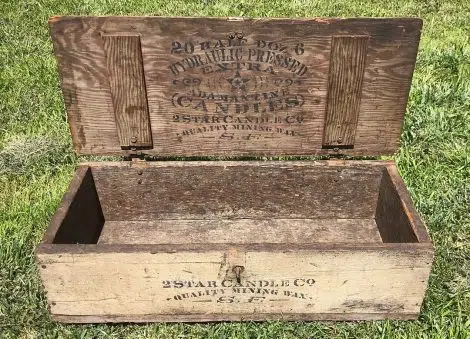 20 HALF DOZ 6
HYDRAULIC PRESSED
EXTRA
CANDLES
2 STAR CANDLE CO
QUALITY MINING WAX
S.F.
2 STAR CANDLE CO
QUALITY MINING WAX
S.F.